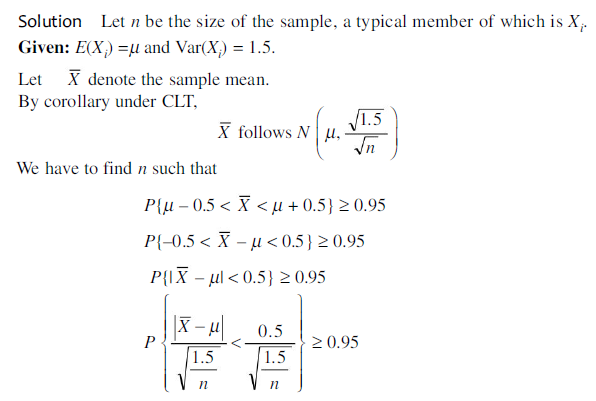 Solution Let n be the size of the sample, a typical member of which is Xᵢ.
Given: E(Xᵢ) =μ and Var(Xᵢ) = 1.5.
Let X̅ denote the sample mean.
By corollary under CLT,
X̅ follows N (μ, √1.5/√n)
We have to find n such that
P{μ – 0.5 < X̅ < μ + 0.5} ≥ 0.95
P{–0.5 < X̅ – μ < 0.5} ≥ 0.95
P{|X̅ – μ| < 0.5} ≥ 0.95
P {|X̅ – μ| / √(1.5/n) < 0.5 / √(1.5/n)} ≥ 0.95